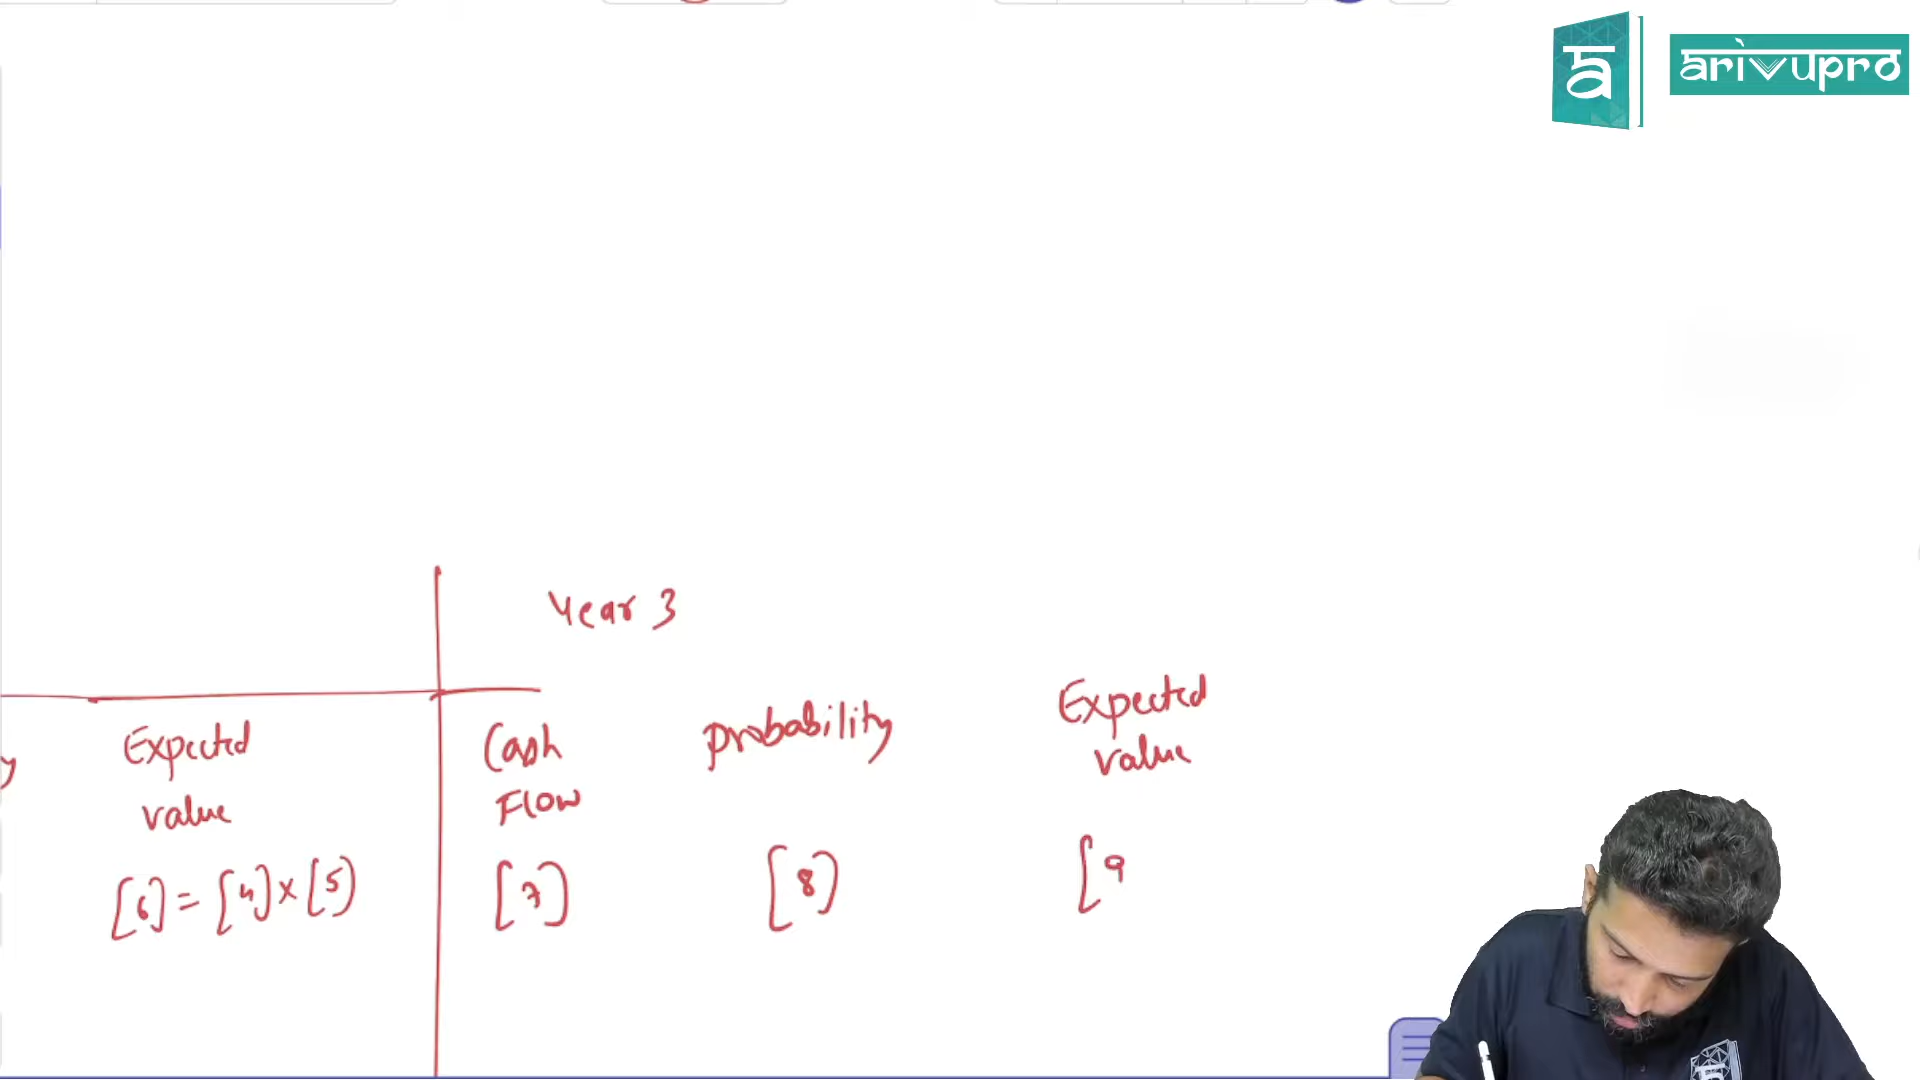 arivupro
Year 3
y
Expected
value
Cash
Flow
probability
Expected
value
[6] = [4] × [5]
[7]
[8]
[9